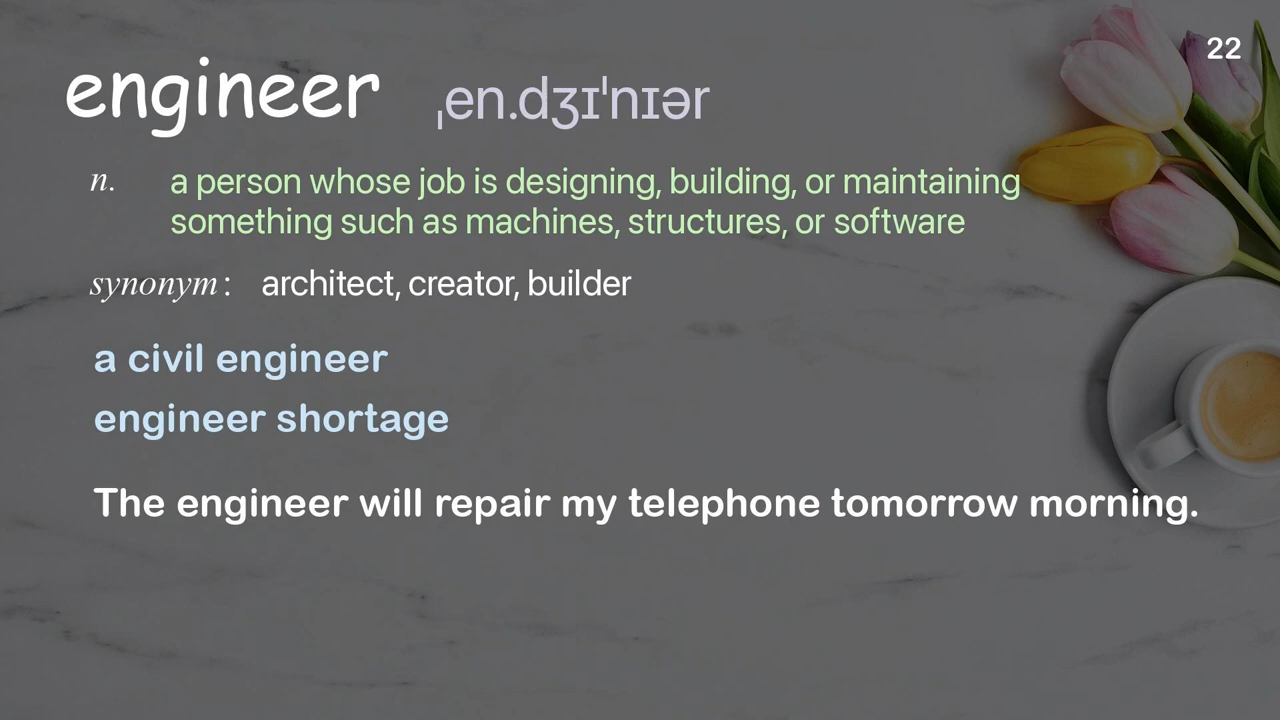 22
engineer ˌen.dʒɪˈnɪər
n. a person whose job is designing, building, or maintaining
something such as machines, structures, or software
synonym : architect, creator, builder
a civil engineer
engineer shortage
The engineer will repair my telephone tomorrow morning.